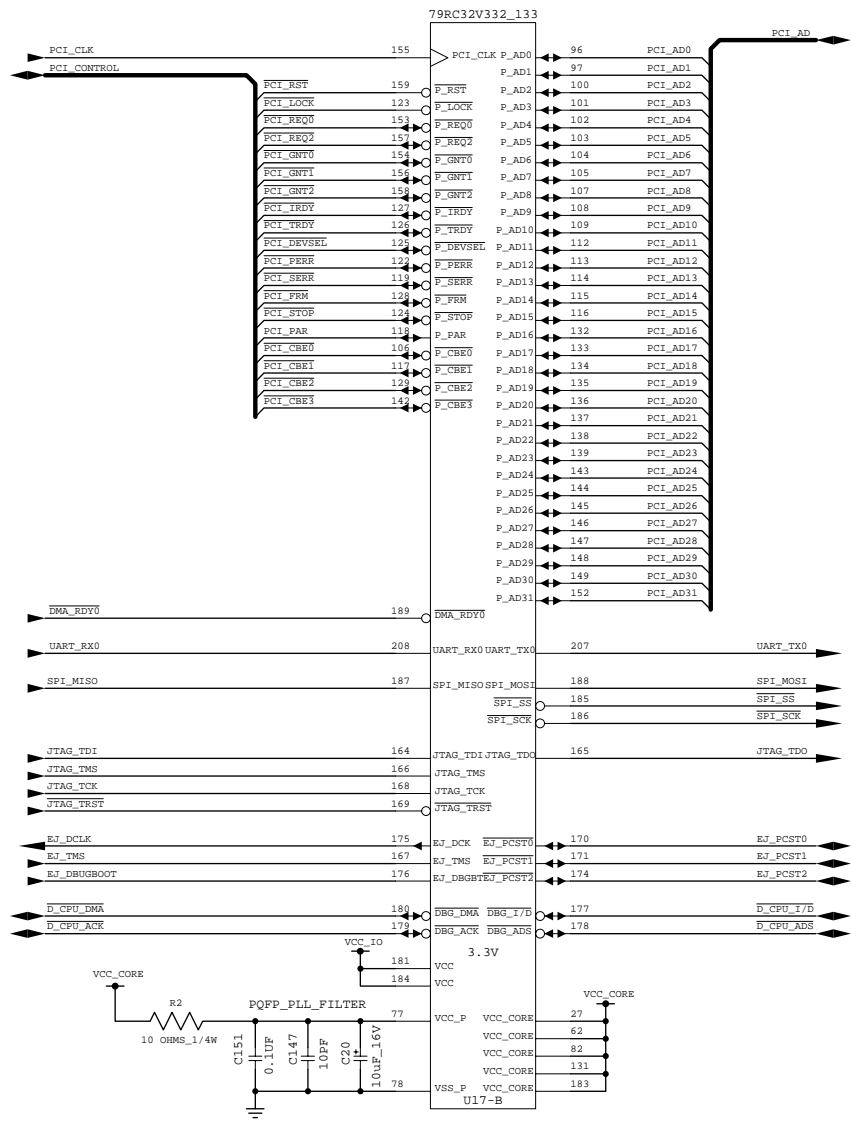 79RC32V332_133
PCI_AD
PCI_CLK 155 PCI_CLK P_AD0 96 PCI_AD0
PCI_CONTROL P_AD1 97 PCI_AD1
PCI_RST 159 P_RST P_AD2 100 PCI_AD2
PCI_LOCK 123 P_LOCK P_AD3 101 PCI_AD3
PCI_REQ0 153 P_REQ0 P_AD4 102 PCI_AD4
PCI_REQ2 157 P_REQ2 P_AD5 103 PCI_AD5
PCI_GNT0 154 P_GNT0 P_AD6 104 PCI_AD6
PCI_GNT1 156 P_GNT1 P_AD7 105 PCI_AD7
PCI_GNT2 158 P_GNT2 P_AD8 107 PCI_AD8
PCI_IRDY 127 P_IRDY P_AD9 108 PCI_AD9
PCI_TRDY 126 P_TRDY P_AD10 109 PCI_AD10
PCI_DEVSEL 125 P_DEVSEL P_AD11 112 PCI_AD11
PCI_PERR 122 P_PERR P_AD12 113 PCI_AD12
PCI_SERR 119 P_SERR P_AD13 114 PCI_AD13
PCI_FRM 128 P_FRM P_AD14 115 PCI_AD14
PCI_STOP 124 P_STOP P_AD15 116 PCI_AD15
PCI_PAR 118 P_PAR P_AD16 132 PCI_AD16
PCI_CBE0 106 P_CBE0 P_AD17 133 PCI_AD17
PCI_CBE1 117 P_CBE1 P_AD18 134 PCI_AD18
PCI_CBE2 129 P_CBE2 P_AD19 135 PCI_AD19
PCI_CBE3 142 P_CBE3 P_AD20 136 PCI_AD20
P_AD21 137 PCI_AD21
P_AD22 138 PCI_AD22
P_AD23 139 PCI_AD23
P_AD24 143 PCI_AD24
P_AD25 144 PCI_AD25
P_AD26 145 PCI_AD26
P_AD27 146 PCI_AD27
P_AD28 147 PCI_AD28
P_AD29 148 PCI_AD29
P_AD30 149 PCI_AD30
P_AD31 152 PCI_AD31
DMA_RDY0 189 DMA_RDY0
UART_RX0 208 UART_RX0 UART_TX0 207 UART_TX0
SPI_MISO 187 SPI_MISO SPI_MOSI 188 SPI_MOSI
SPI_SS 185 SPI_SS
SPI_SCK 186 SPI_SCK
JTAG_TDI 164 JTAG_TDI JTAG_TDO 165 JTAG_TDO
JTAG_TMS 166 JTAG_TMS
JTAG_TCK 168 JTAG_TCK
JTAG_TRST 169 JTAG_TRST
EJ_DCLK 175 EJ_DCK EJ_PCST0 170 EJ_PCST0
EJ_TMS 167 EJ_TMS EJ_PCST1 171 EJ_PCST1
EJ_DBUGBOOT 176 EJ_DBGBT EJ_PCST2 174 EJ_PCST2
D_CPU_DMA 180 DBG_DMA DBG_I/D 177 D_CPU_I/D
D_CPU_ACK 179 DBG_ACK DBG_ADS 178 D_CPU_ADS
VCC_IO 3.3V
181 VCC
184 VCC
VCC_CORE VCC_CORE
R2 PQFP_PLL_FILTER 77 VCC_P VCC_CORE 27
10 OHMS_1/4W
C151 0.1UF
C147 10PF
C20 10uF_16V
VCC_CORE 62
VCC_CORE 82
VCC_CORE 131
78 VSS_P VCC_CORE 183
U17-B